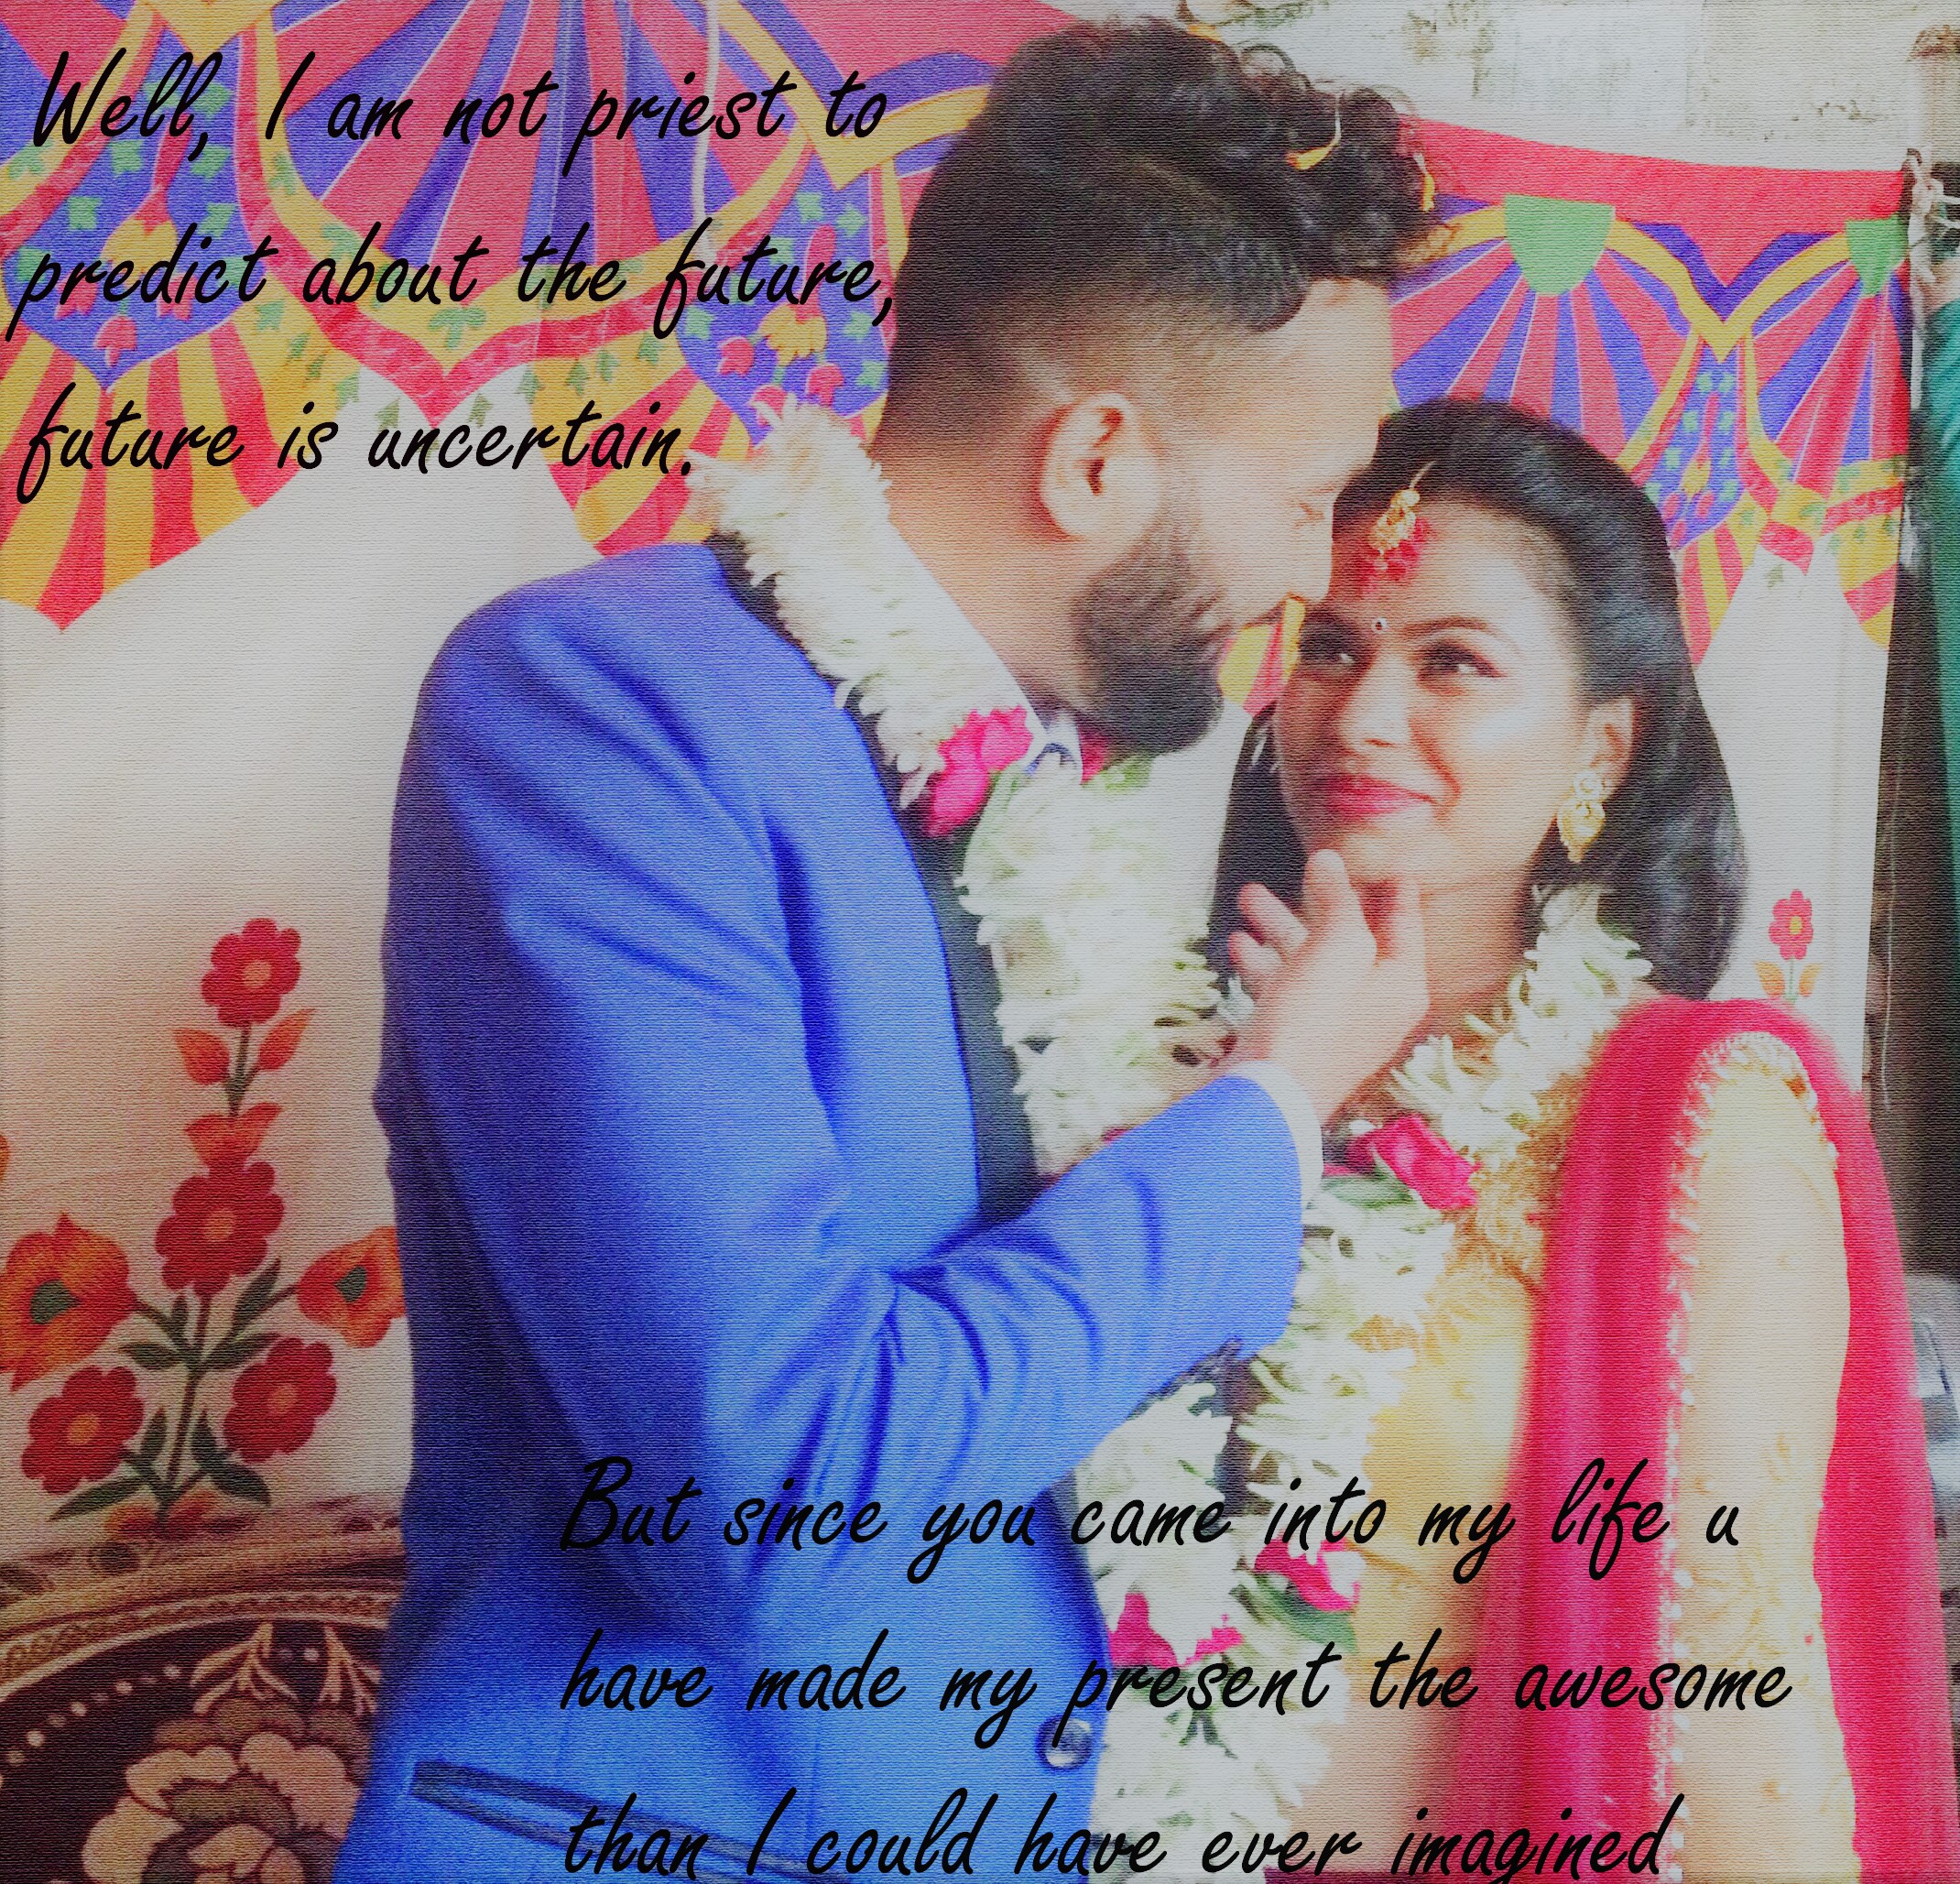 Well, I am not priest to
predict about the future,
future is uncertain.
But since you came into my life u
have made my present the awesome
than I could have ever imagined